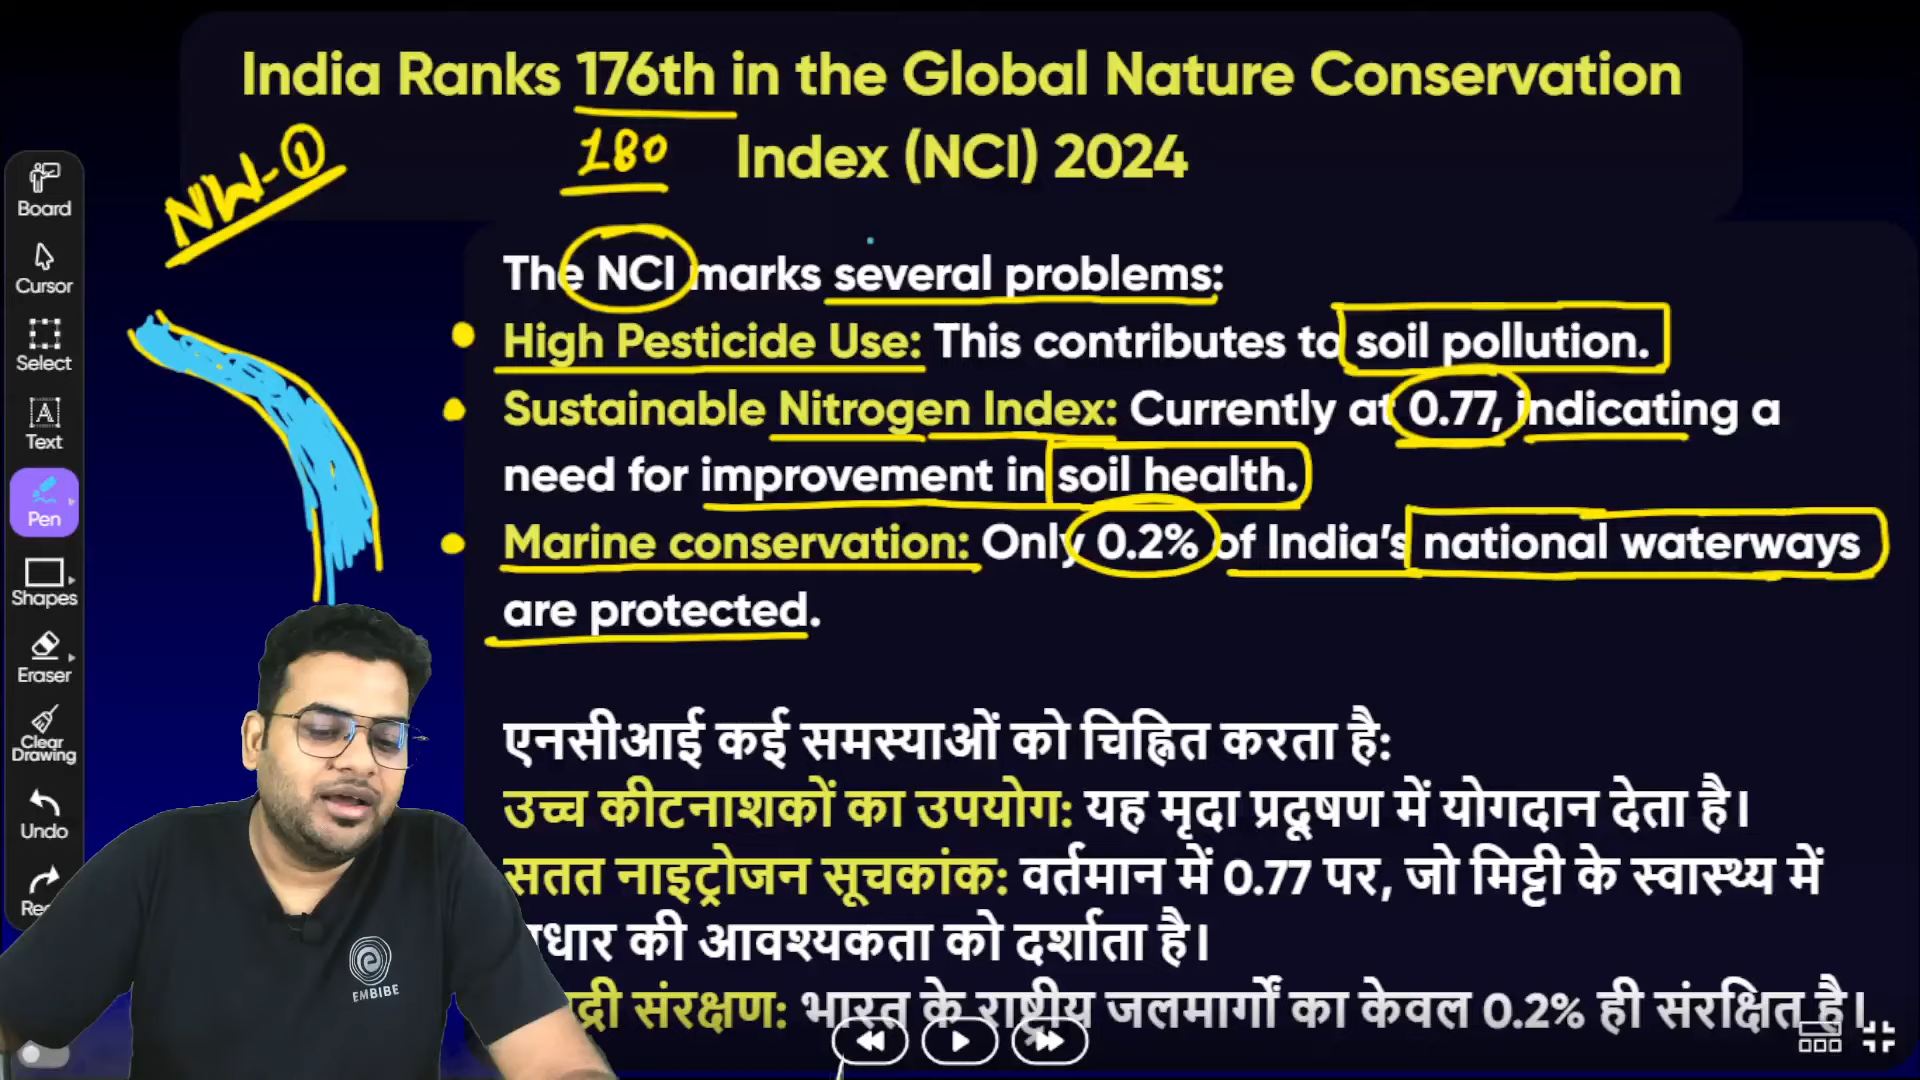 India Ranks 176th in the Global Nature Conservation
180 Index (NCI) 2024
NW-1
The NCI marks several problems:
High Pesticide Use: This contributes to soil pollution.
Sustainable Nitrogen Index: Currently at 0.77, indicating a
need for improvement in soil health.
Marine conservation: Only 0.2% of India's national waterways
are protected.
एनसीआई कई समस्याओं को चिह्नित करता है:
उच्च कीटनाशकों का उपयोग: यह मृदा प्रदूषण में योगदान देता है।
सतत नाइट्रोजन सूचकांक: वर्तमान में 0.77 पर, जो मिट्टी के स्वास्थ्य में
की आवश्यकता को दर्शाता है।
संरक्षण: भारत के राष्ट्रीय जलमार्गों का केवल 0.2% ही संरक्षित है।
Board
Cursor
Select
Text
Pen
Shapes
Eraser
Clear
Drawing
Undo
EMBIBE